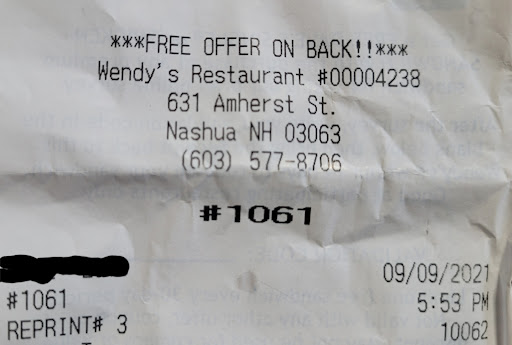 ***FREE OFFER ON BACK!!***
Wendy's Restaurant #00004238
631 Amherst St.
Nashua NH 03063
(603) 577-8706
#1061
09/09/2021
#1061 5:53 PM
REPRINT# 3 10062